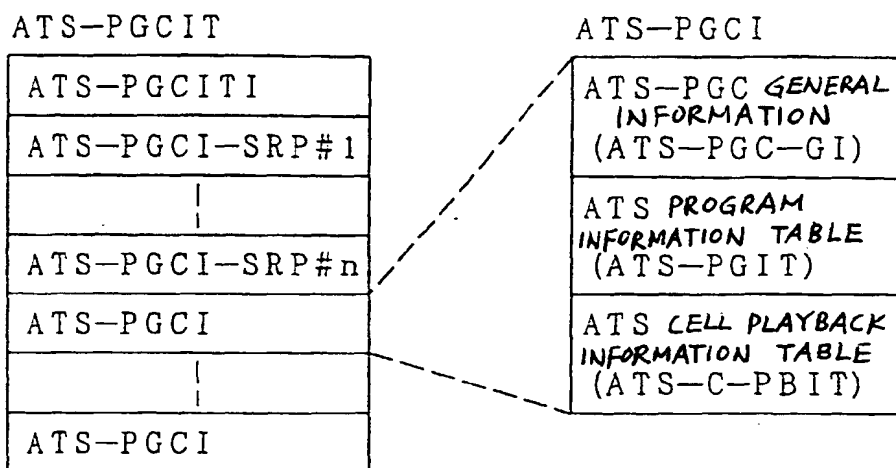 ATS-PGCIT
ATS-PGCITI
ATS-PGCI-SRP#1
ATS-PGCI-SRP#n
ATS-PGCI
ATS-PGCI
ATS-PGCI
ATS-PGC GENERAL
INFORMATION
(ATS-PGC-GI)
ATS PROGRAM
INFORMATION TABLE
(ATS-PGIT)
ATS CELL PLAYBACK
INFORMATION TABLE
(ATS-C-PBIT)